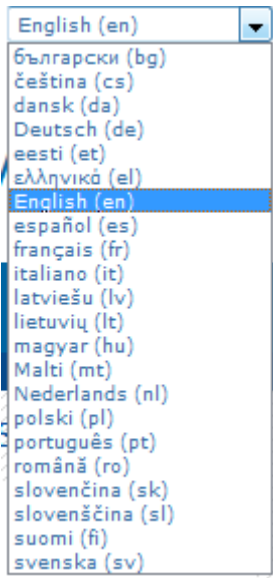 English (en)
български (bg)
čeština (cs)
dansk (da)
Deutsch (de)
eesti (et)
ελληνικά (el)
English (en)
español (es)
français (fr)
italiano (it)
latviešu (lv)
lietuvių (lt)
magyar (hu)
Malti (mt)
Nederlands (nl)
polski (pl)
português (pt)
română (ro)
slovenčina (sk)
slovenščina (sl)
suomi (fi)
svenska (sv)